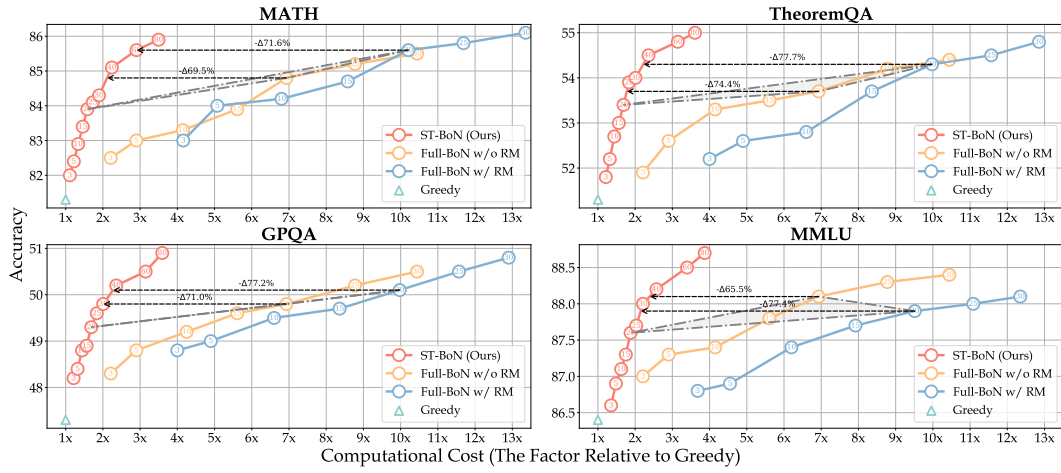 MATH
86
85
84
83
82
-Δ71.6%
-Δ69.5%
ST-BoN (Ours)
Full-BoN w/o RM
Full-BoN w/ RM
Greedy
1x 2x 3x 4x 5x 6x 7x 8x 9x 10x 11x 12x 13x
TheoremQA
55
54
53
52
-Δ77.7%
-Δ74.4%
ST-BoN (Ours)
Full-BoN w/o RM
Full-BoN w/ RM
Greedy
1x 2x 3x 4x 5x 6x 7x 8x 9x 10x 11x 12x 13x
Accuracy
GPQA
51
50
49
48
-Δ77.2%
-Δ71.0%
ST-BoN (Ours)
Full-BoN w/o RM
Full-BoN w/ RM
Greedy
1x 2x 3x 4x 5x 6x 7x 8x 9x 10x 11x 12x 13x
MMLU
88.5
88.0
87.5
87.0
86.5
-Δ65.5%
-Δ77.4%
ST-BoN (Ours)
Full-BoN w/o RM
Full-BoN w/ RM
Greedy
1x 2x 3x 4x 5x 6x 7x 8x 9x 10x 11x 12x 13x
Computational Cost (The Factor Relative to Greedy)